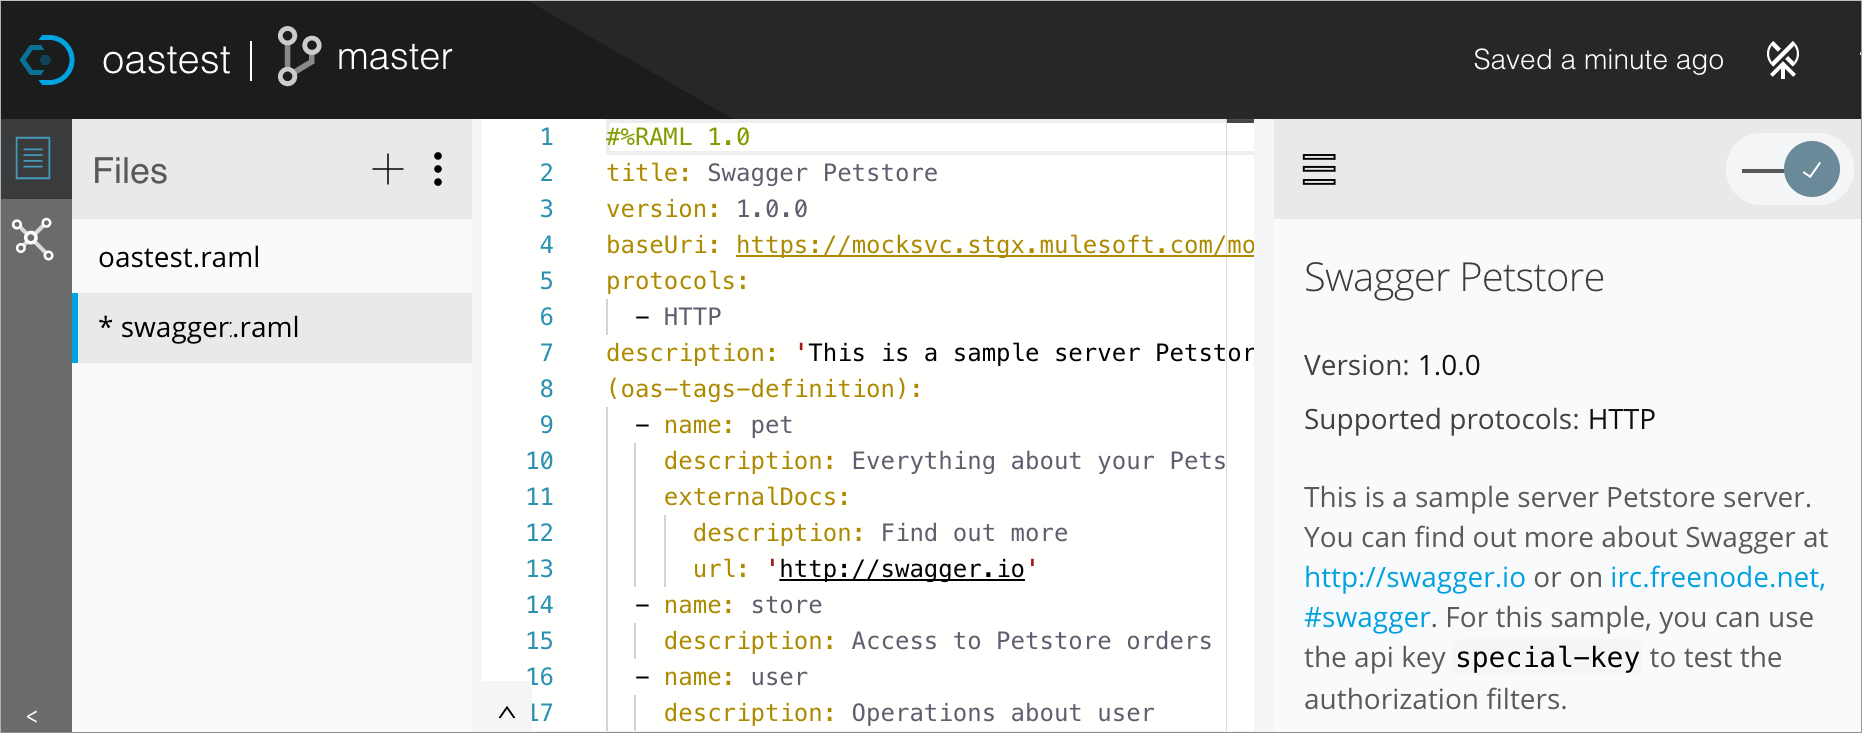 oastest | master
Saved a minute ago
Files
oastest.raml
* swagger.raml
<
1 #%RAML 1.0
2 title: Swagger Petstore
3 version: 1.0.0
4 baseUri: https://mocksvc.stgx.mulesoft.com/mo
5 protocols:
6 - HTTP
7 description: 'This is a sample server Petstor
8 (oas-tags-definition):
9 - name: pet
10 description: Everything about your Pets
11 externalDocs:
12 description: Find out more
13 url: 'http://swagger.io'
14 - name: store
15 description: Access to Petstore orders
16 - name: user
17 description: Operations about user
Swagger Petstore
Version: 1.0.0
Supported protocols: HTTP
This is a sample server Petstore server.
You can find out more about Swagger at
http://swagger.io or on irc.freenode.net,
#swagger. For this sample, you can use
the api key special-key to test the
authorization filters.